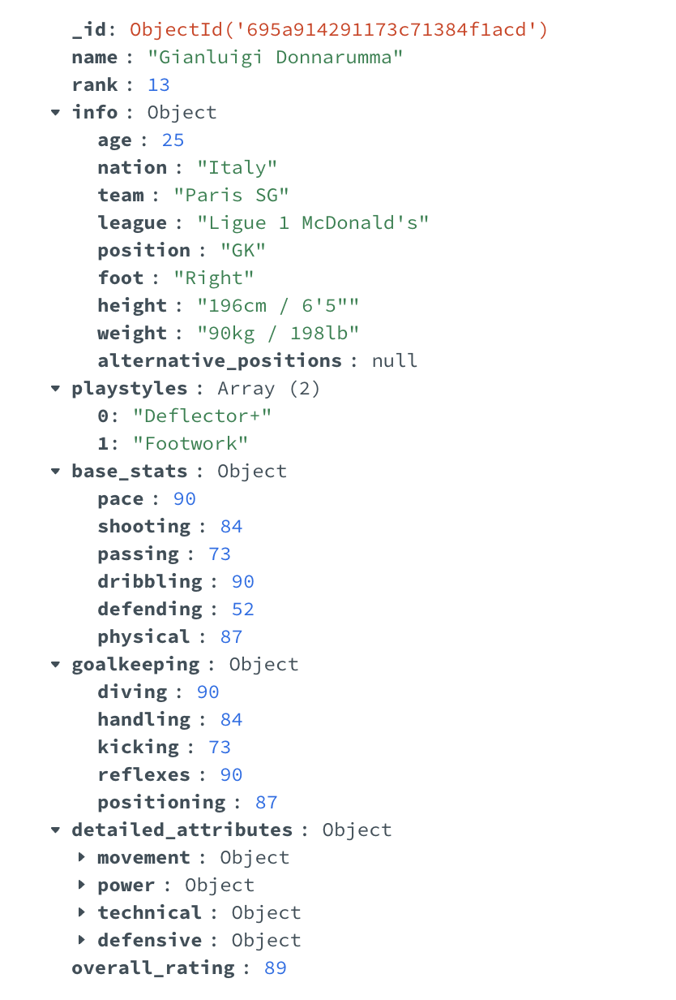 _id: ObjectId('695a914291173c71384f1acd')
name : "Gianluigi Donnarumma"
rank : 13
info : Object
age : 25
nation : "Italy"
team : "Paris SG"
league : "Ligue 1 McDonald's"
position : "GK"
foot : "Right"
height : "196cm / 6'5""
weight : "90kg / 198lb"
alternative_positions : null
playstyles : Array (2)
0: "Deflector+"
1: "Footwork"
base_stats : Object
pace : 90
shooting : 84
passing : 73
dribbling : 90
defending : 52
physical : 87
goalkeeping : Object
diving : 90
handling : 84
kicking : 73
reflexes : 90
positioning : 87
detailed_attributes : Object
movement : Object
power : Object
technical : Object
defensive : Object
overall_rating : 89